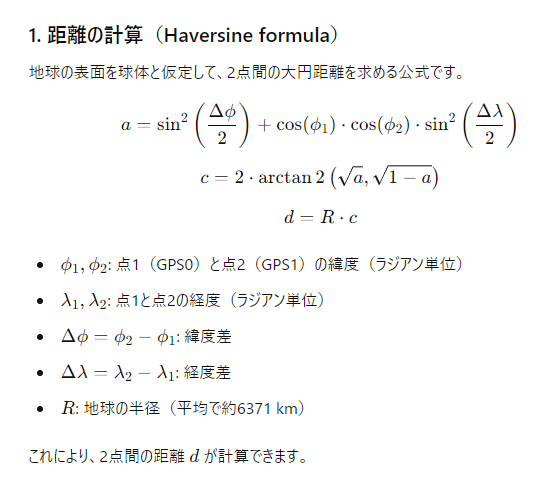 1. 距離の計算（Haversine formula）
地球の表面を球体と仮定して、2点間の大円距離を求める公式です。
a = sin²(Δϕ/2) + cos(ϕ₁) · cos(ϕ₂) · sin²(Δλ/2)
c = 2 · arctan 2 (√a, √1 − a)
d = R · c
• ϕ₁, ϕ₂: 点1（GPS0）と点2（GPS1）の緯度（ラジアン単位）
• λ₁, λ₂: 点1と点2の経度（ラジアン単位）
• Δϕ = ϕ₂ − ϕ₁: 緯度差
• Δλ = λ₂ − λ₁: 経度差
• R: 地球の半径（平均で約6371 km）
これにより、2点間の距離 d が計算できます。